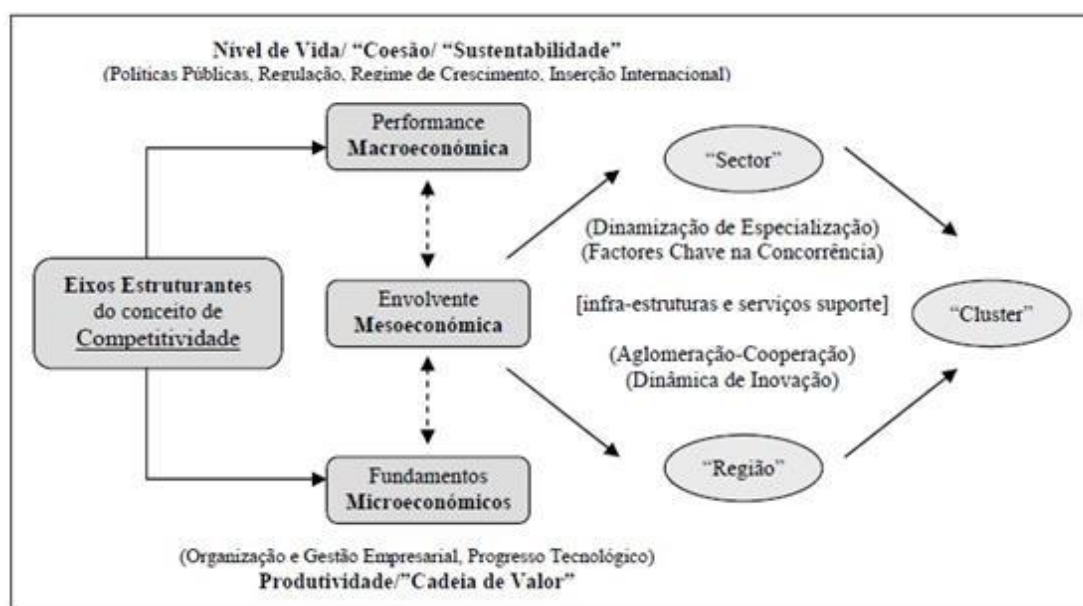 Nível de Vida/ “Coesão/ “Sustentabilidade”
(Políticas Públicas, Regulação, Regime de Crescimento, Inserção Internacional)
Performance
Macroeconómica
“Sector”
(Dinamização de Especialização)
(Factores Chave na Concorrência)
Eixos Estruturantes
do conceito de
Competitividade
Envolvente
Mesoeconómica
[infra-estruturas e serviços suporte]
“Cluster”
(Aglomeração-Cooperação)
(Dinâmica de Inovação)
“Região”
Fundamentos
Microeconómicos
(Organização e Gestão Empresarial, Progresso Tecnológico)
Produtividade/”Cadeia de Valor”